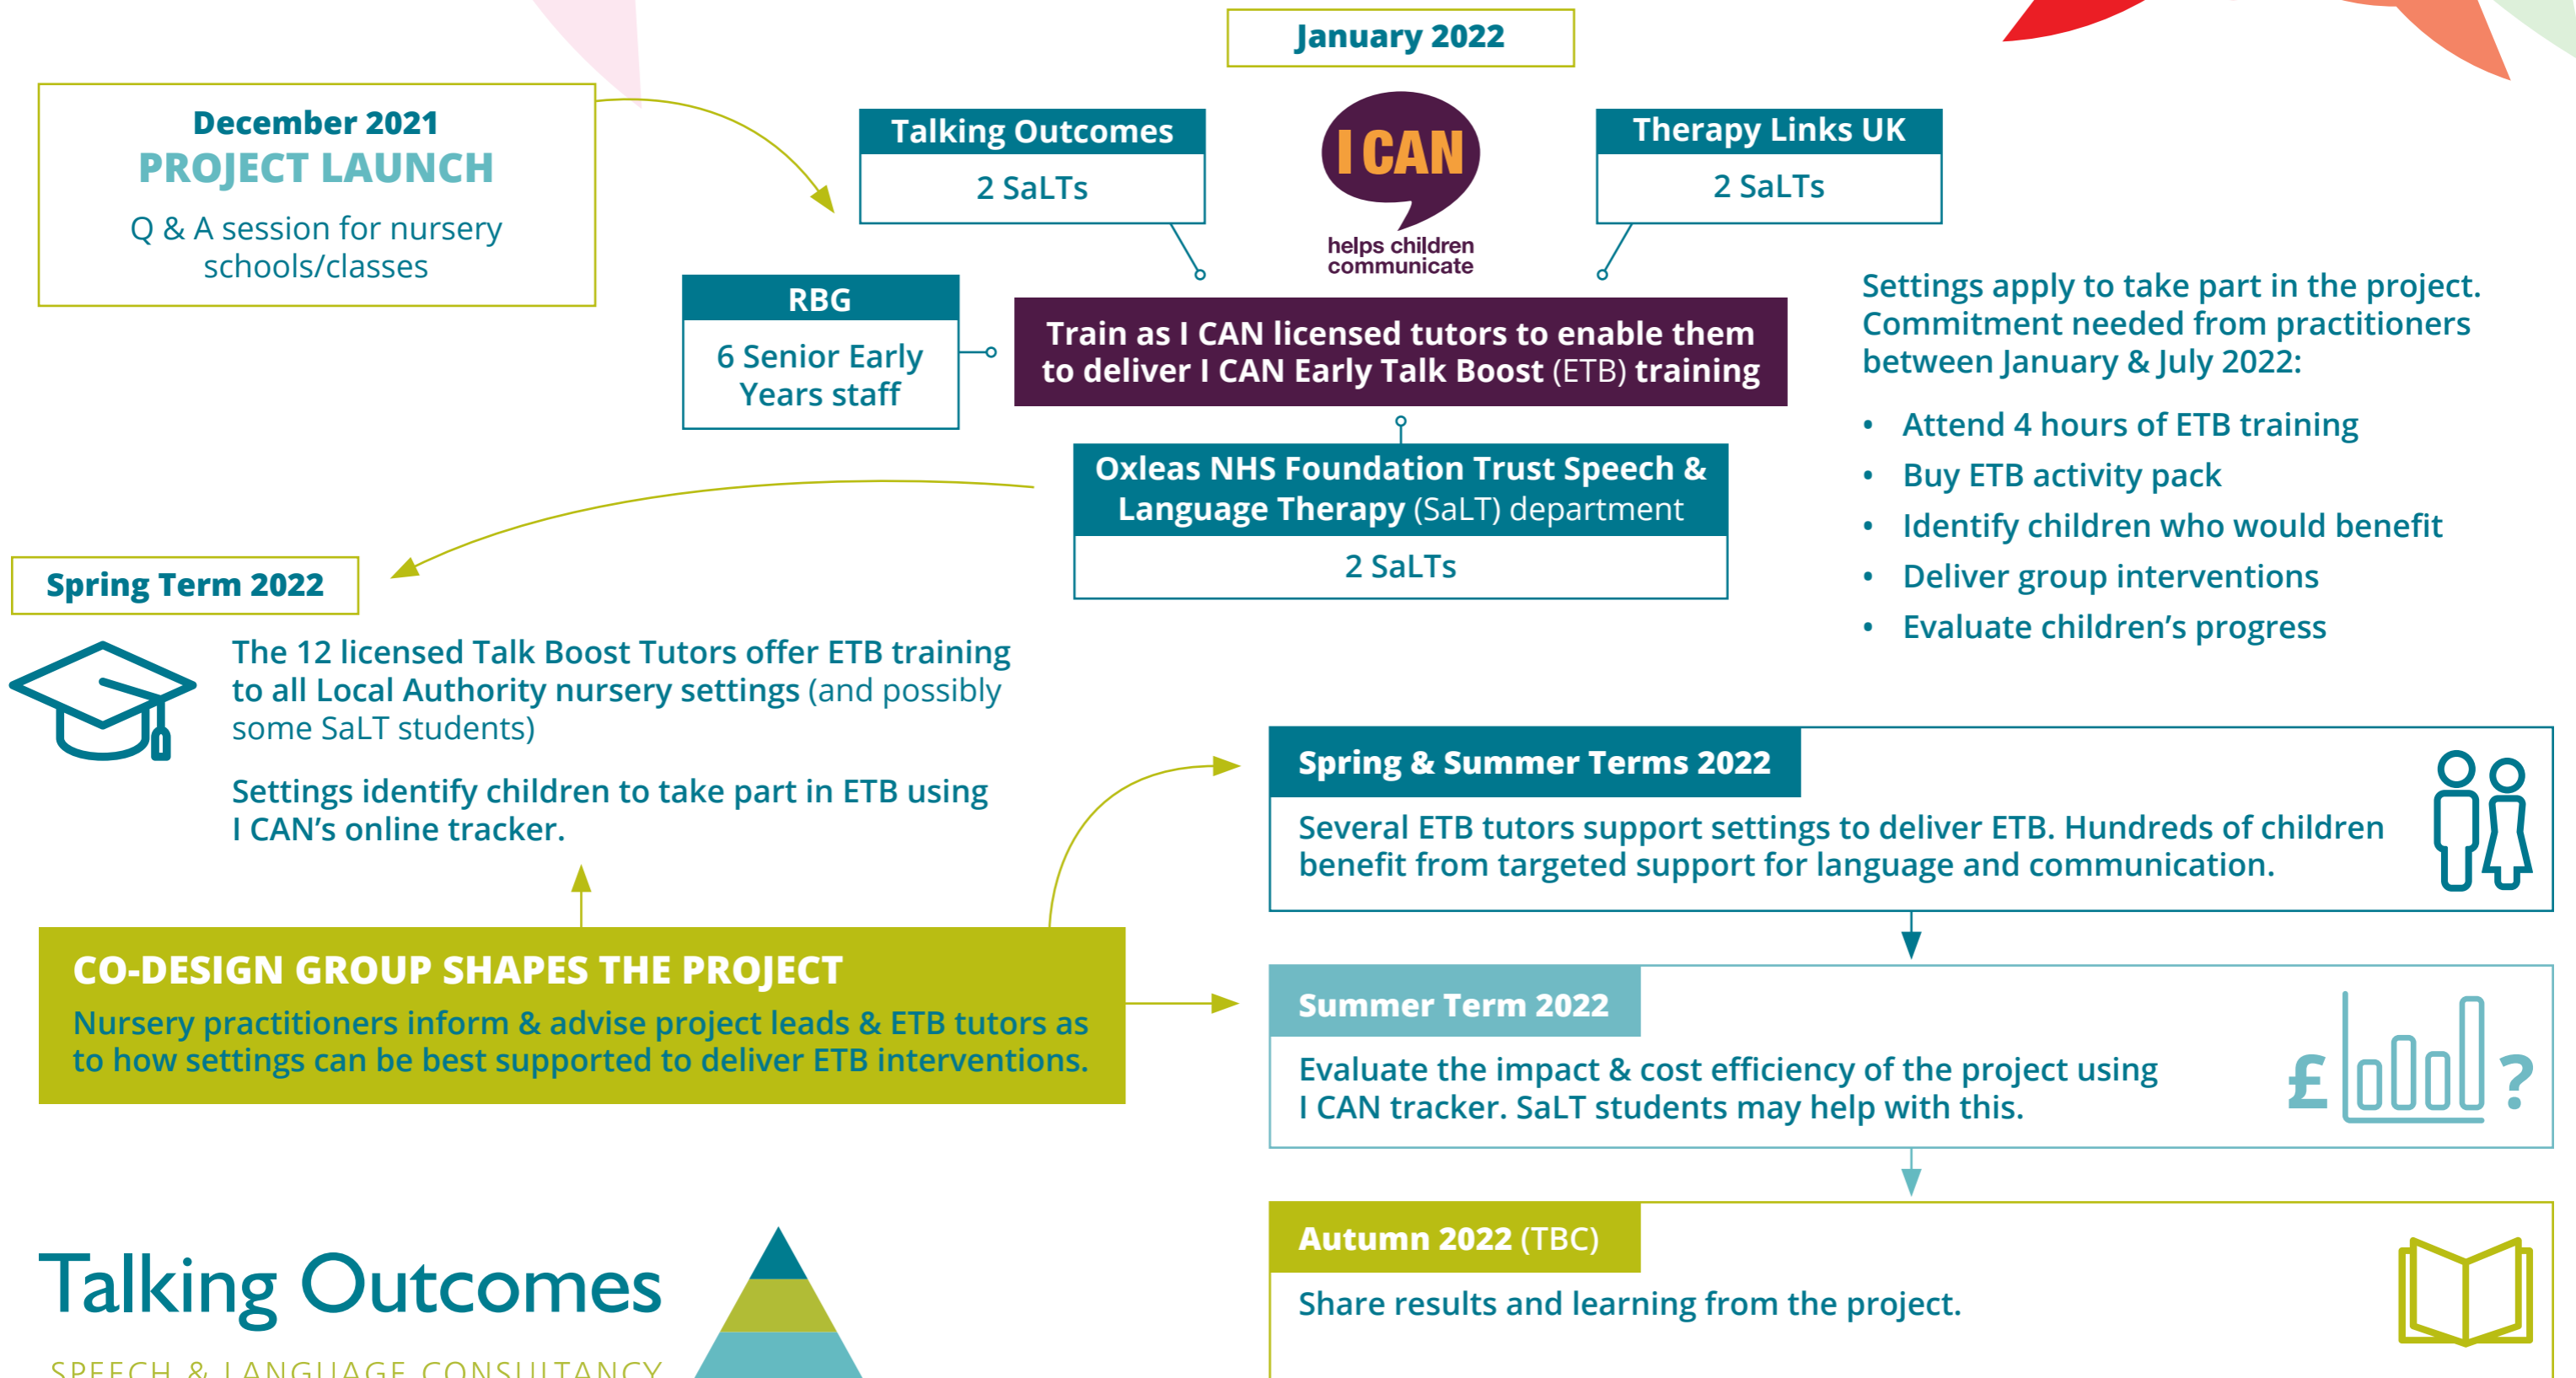 December 2021
PROJECT LAUNCH
Q & A session for nursery
schools/classes
January 2022
Talking Outcomes
2 SaLTs
I CAN
helps children
communicate
Therapy Links UK
2 SaLTs
RBG
6 Senior Early
Years staff
Train as I CAN licensed tutors to enable them
to deliver I CAN Early Talk Boost (ETB) training
Oxleas NHS Foundation Trust Speech &
Language Therapy (SaLT) department
2 SaLTs
Settings apply to take part in the project.
Commitment needed from practitioners
between January & July 2022:
• Attend 4 hours of ETB training
• Buy ETB activity pack
• Identify children who would benefit
• Deliver group interventions
• Evaluate children’s progress
Spring Term 2022
The 12 licensed Talk Boost Tutors offer ETB training
to all Local Authority nursery settings (and possibly
some SaLT students)
Settings identify children to take part in ETB using
I CAN’s online tracker.
CO-DESIGN GROUP SHAPES THE PROJECT
Nursery practitioners inform & advise project leads & ETB tutors as
to how settings can be best supported to deliver ETB interventions.
Spring & Summer Terms 2022
Several ETB tutors support settings to deliver ETB. Hundreds of children
benefit from targeted support for language and communication.
Summer Term 2022
Evaluate the impact & cost efficiency of the project using
I CAN tracker. SaLT students may help with this.
£ ?
Autumn 2022 (TBC)
Share results and learning from the project.
Talking Outcomes
SPEECH & LANGUAGE CONSULTANCY